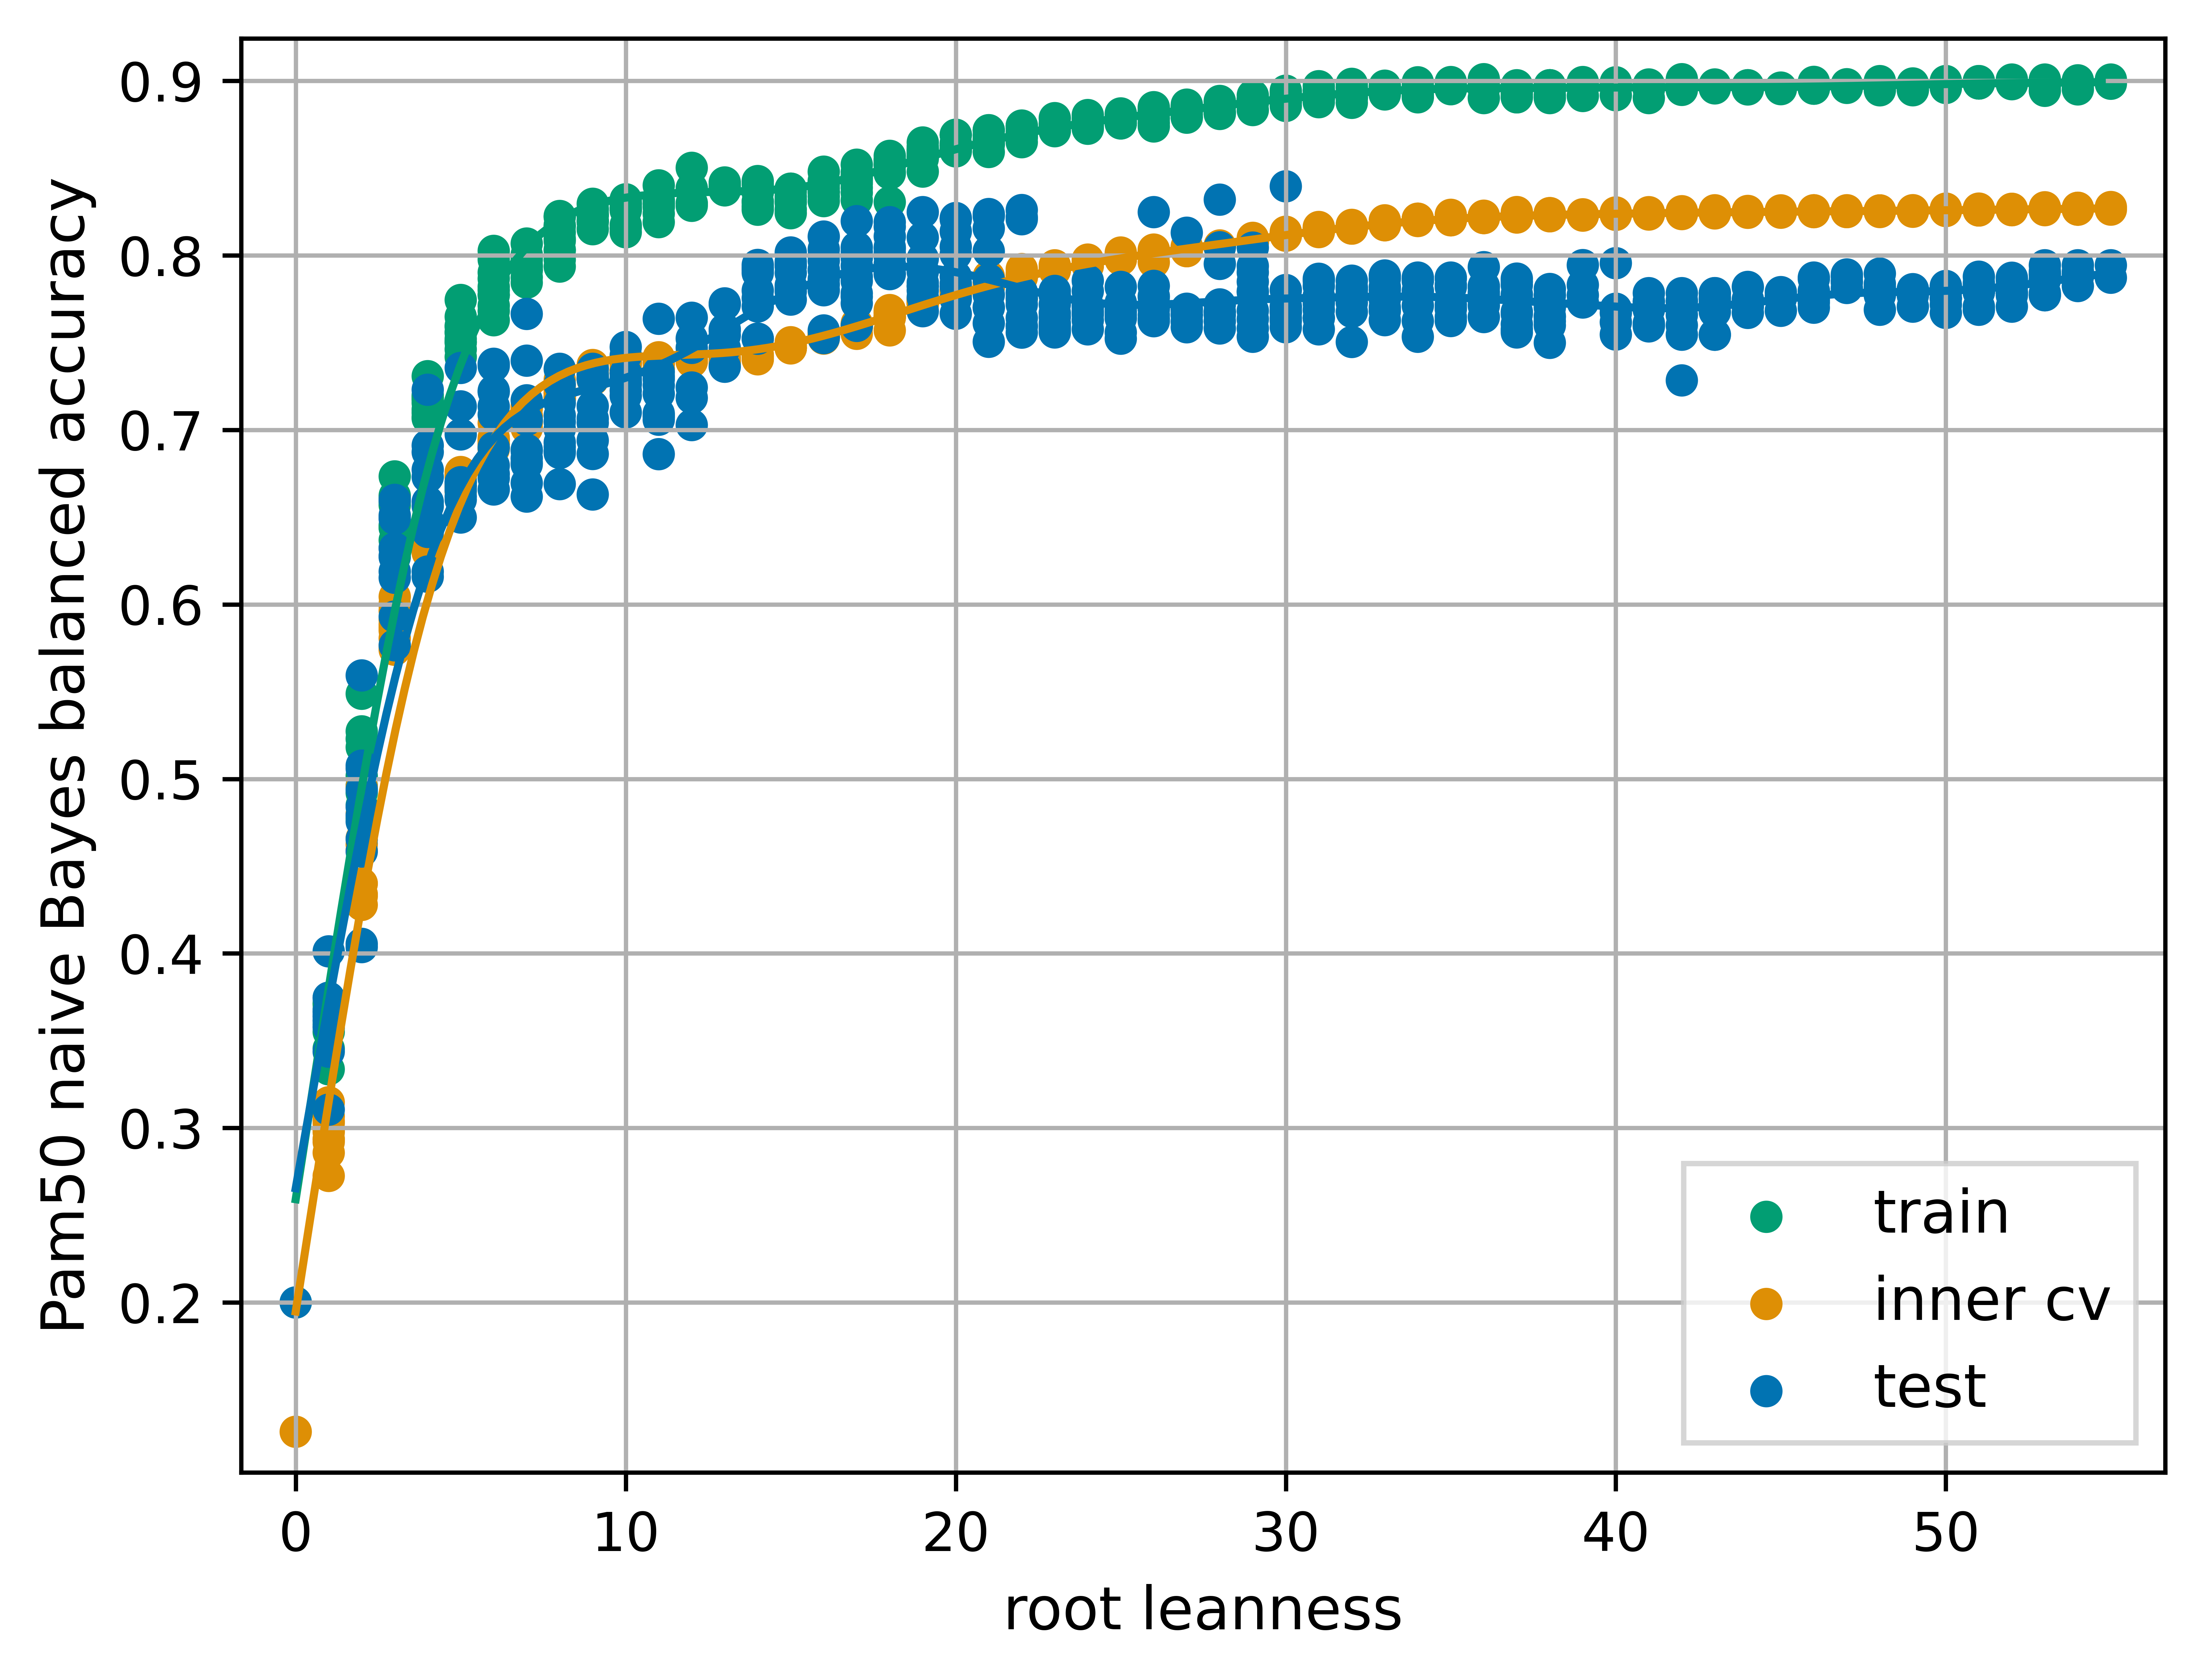 Pam50 naive Bayes balanced accuracy
0.9
0.8
0.7
0.6
0.5
0.4
0.3
0.2
0 10 20 30 40 50
root leanness
train
inner cv
test